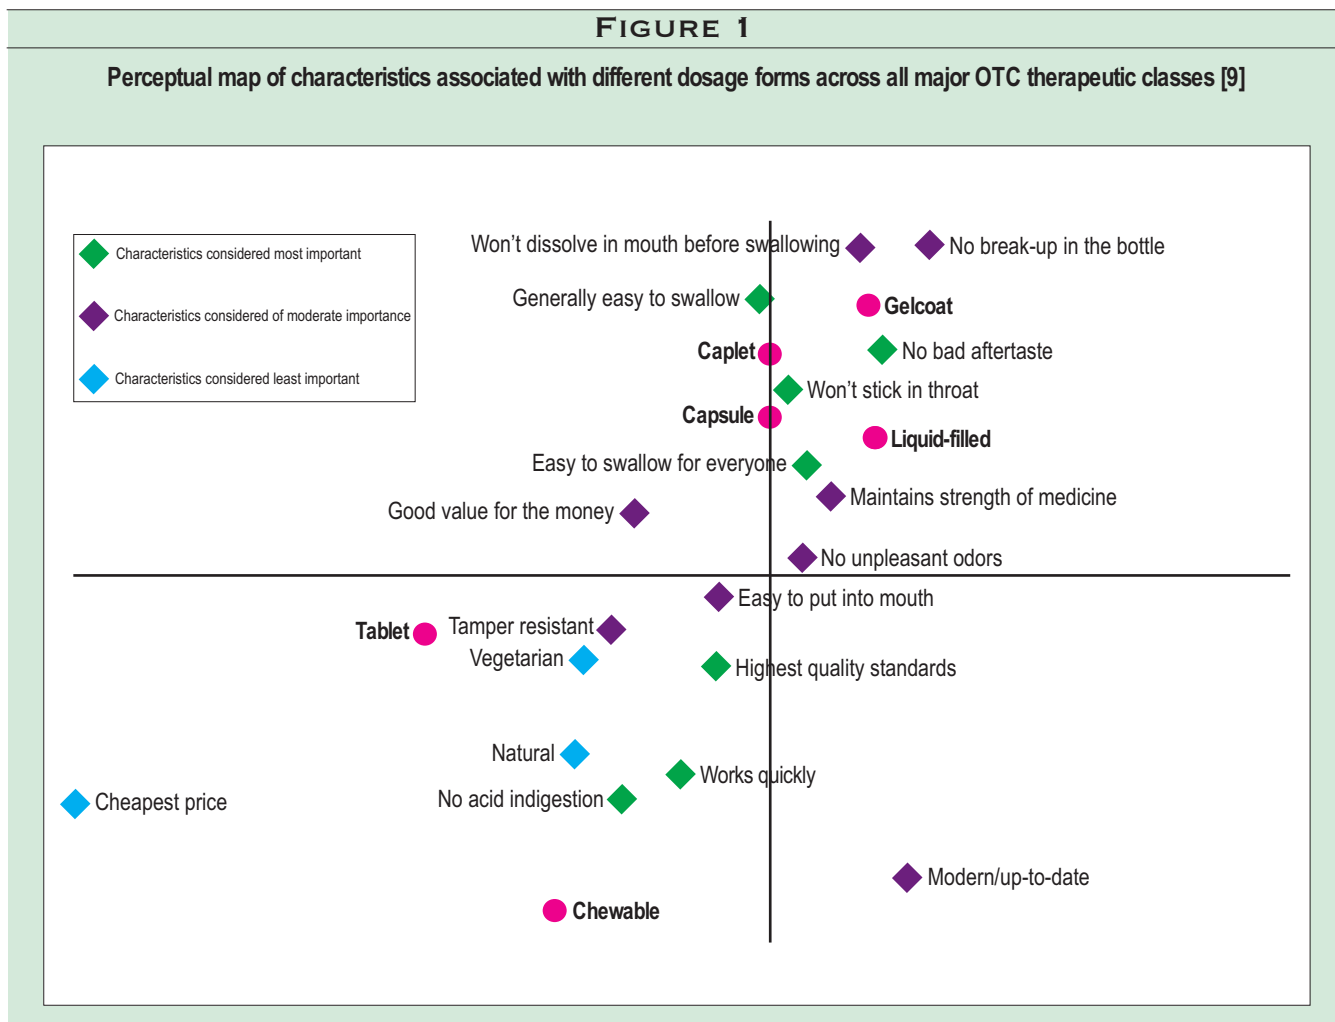 FIGURE 1
Perceptual map of characteristics associated with different dosage forms across all major OTC therapeutic classes [9]
Characteristics considered most important
Characteristics considered of moderate importance
Characteristics considered least important
Won't dissolve in mouth before swallowing
No break-up in the bottle
Generally easy to swallow
Gelcoat
Caplet
No bad aftertaste
Won't stick in throat
Capsule
Liquid-filled
Easy to swallow for everyone
Maintains strength of medicine
Good value for the money
No unpleasant odors
Easy to put into mouth
Tablet
Tamper resistant
Vegetarian
Highest quality standards
Natural
Works quickly
Cheapest price
No acid indigestion
Modern/up-to-date
Chewable